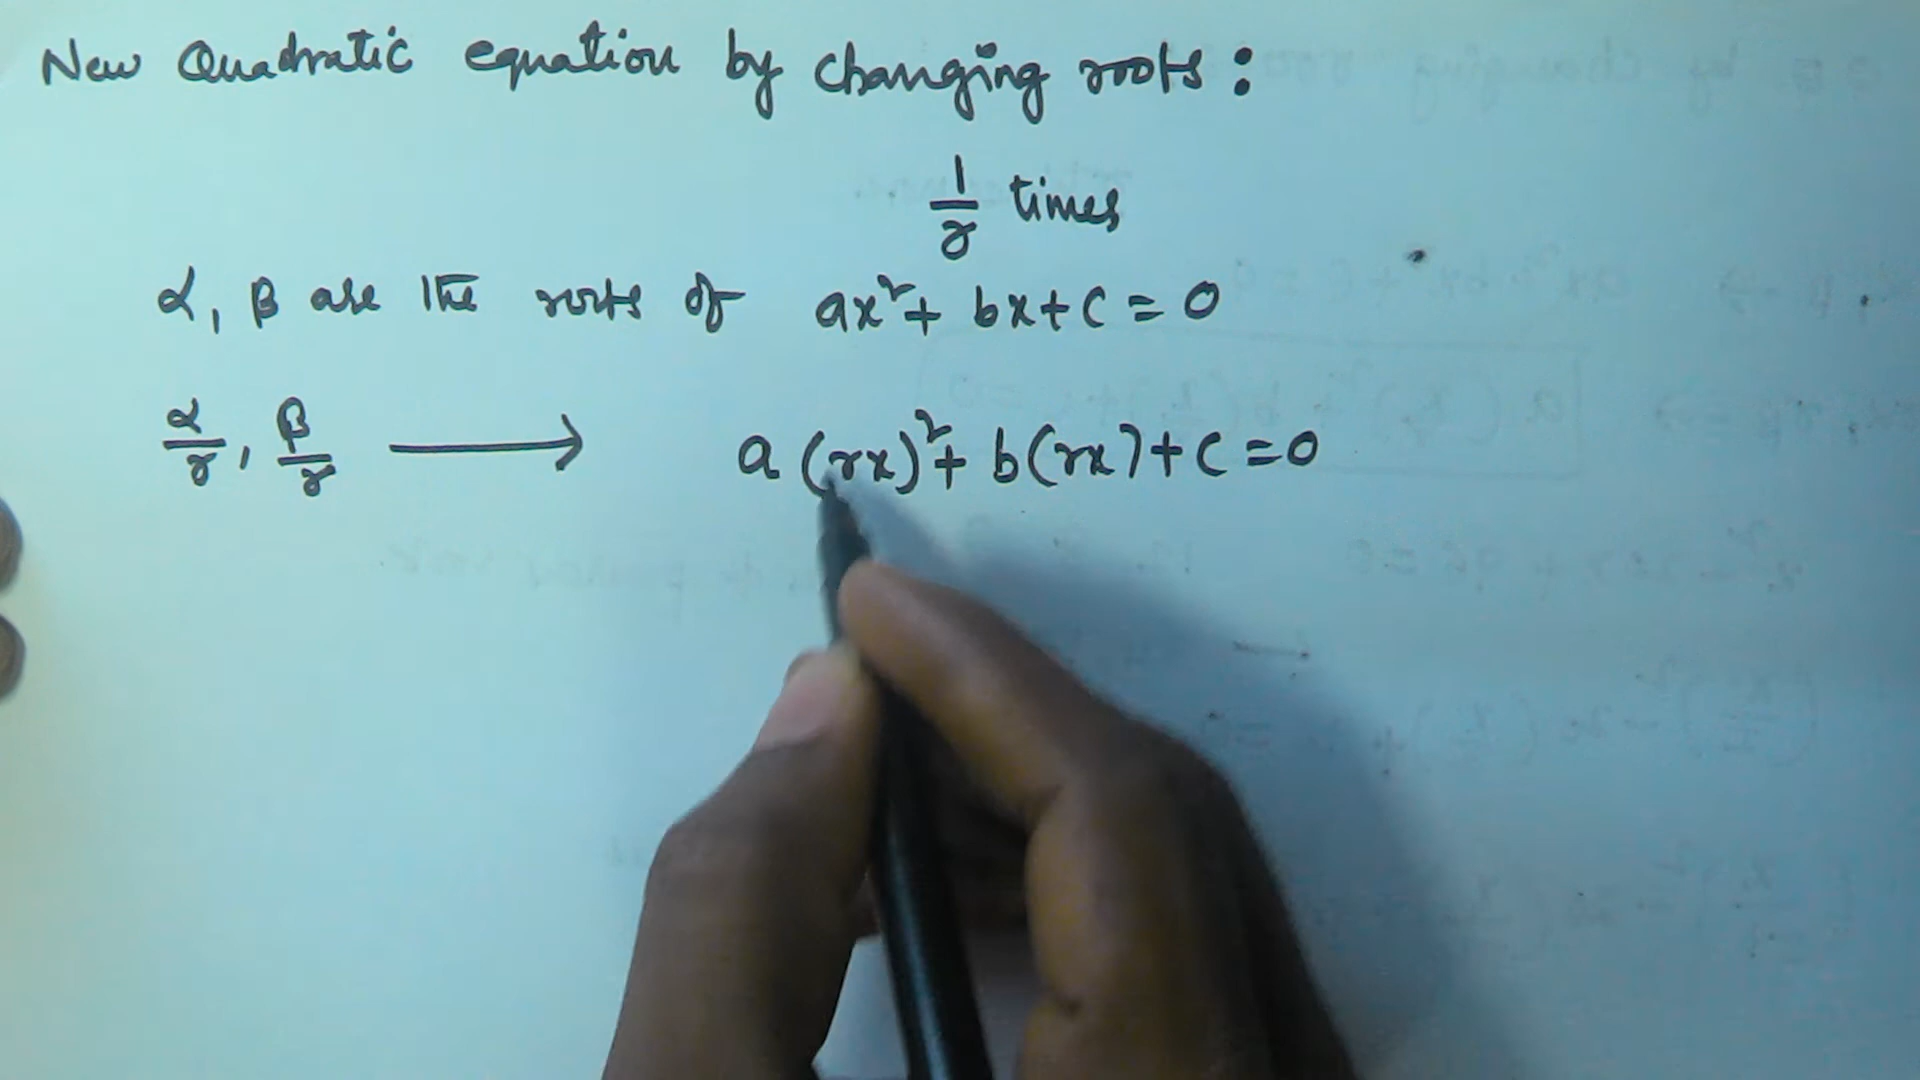 New Quadratic equation by changing roots:
1/r times
α, β are the roots of ax²+ bx+c = 0
α/r, β/r ⟶ a(rx)²+ b(rx)+c=0